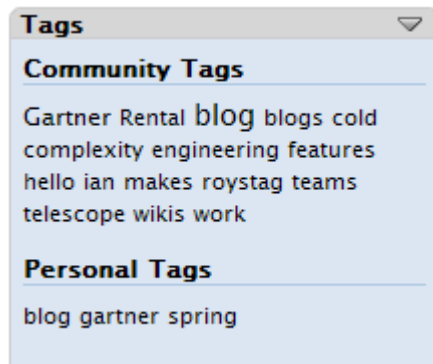 Tags
Community Tags
Gartner Rental blog blogs cold
complexity engineering features
hello ian makes roystag teams
telescope wikis work
Personal Tags
blog gartner spring